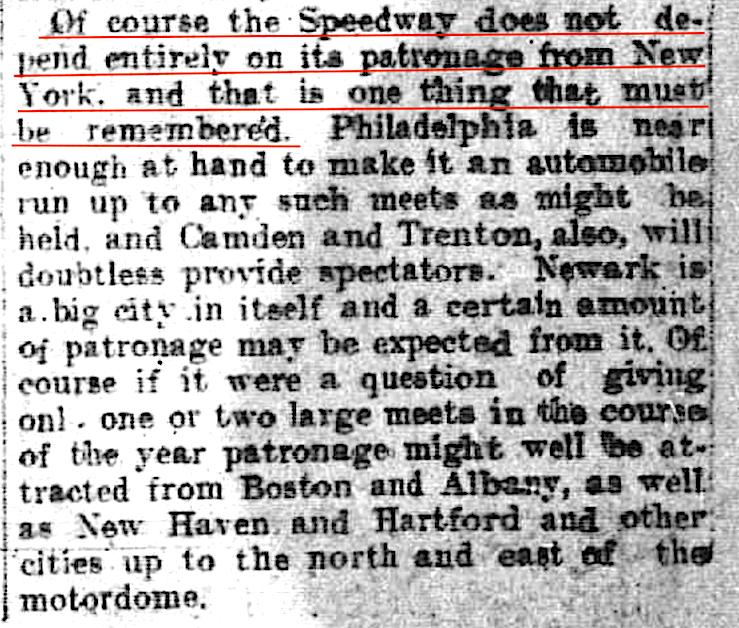 Of course the Speedway does not de-
pend entirely on its patronage from New
York. and that is one thing that must
be remembered. Philadelphia is near
enough at hand to make it an automobile
run up to any such meets as might be
held, and Camden and Trenton, also, will
doubtless provide spectators. Newark is
a big city in itself and a certain amount
of patronage may be expected from it. Of
course if it were a question of giving
onl. one or two large meets in the course
of the year patronage might well be at-
tracted from Boston and Albany, as well
as New Haven and Hartford and other
cities up to the north and east of the
motordome.